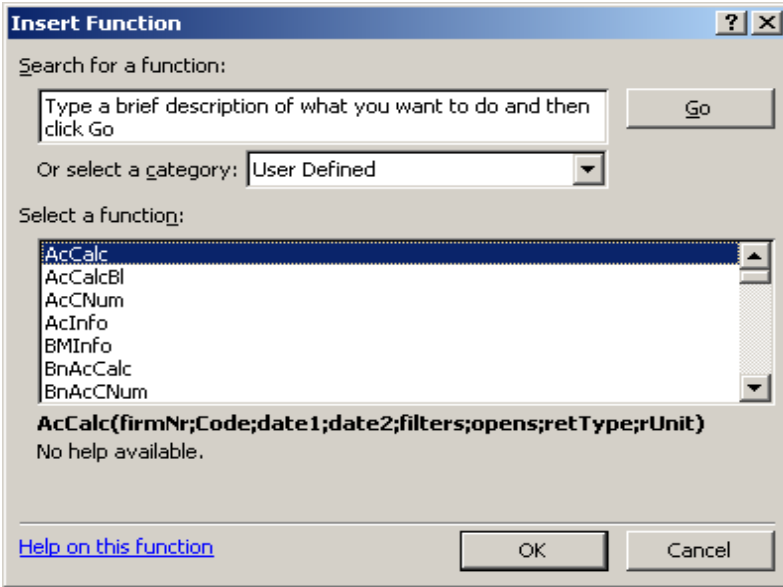 Insert Function
Search for a function:
Type a brief description of what you want to do and then
click Go
Go
Or select a category: User Defined
Select a function:
AcCalc
AcCalcBl
AcCNum
AcInfo
BMInfo
BnAcCalc
BnAcCNum
AcCalc(firmNr;Code;date1;date2;filters;opens;retType;rUnit)
No help available.
Help on this function
OK
Cancel